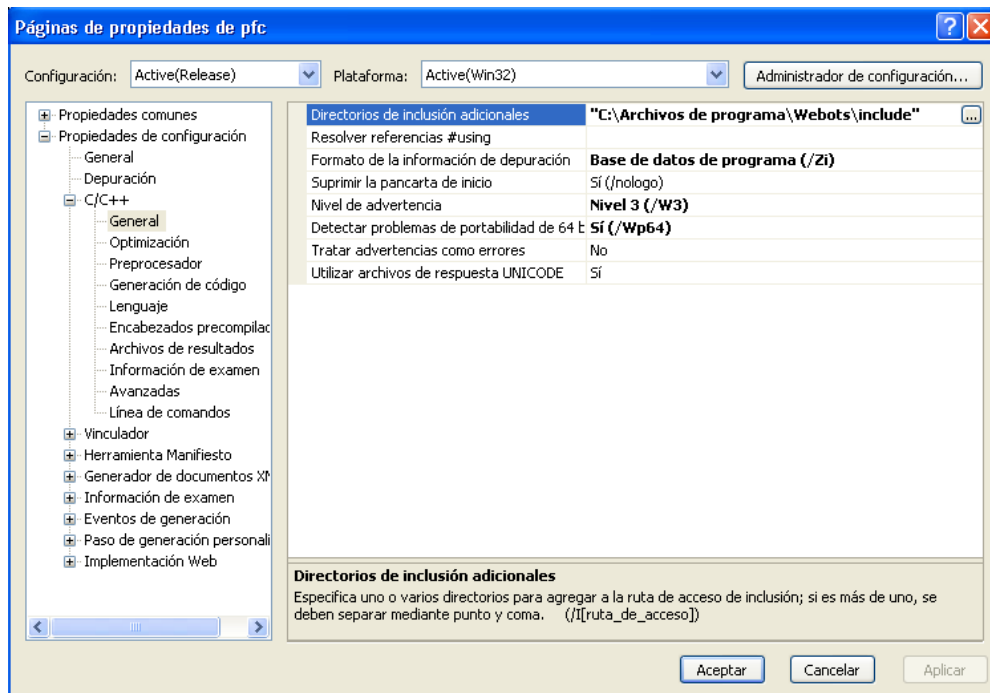 Páginas de propiedades de pfc
Configuración: Active(Release) Plataforma: Active(Win32) Administrador de configuración...
Propiedades comunes
Propiedades de configuración
General
Depuración
C/C++
General
Optimización
Preprocesador
Generación de código
Lenguaje
Encabezados precompilac
Archivos de resultados
Información de examen
Avanzadas
Línea de comandos
Vinculador
Herramienta Manifiesto
Generador de documentos XM
Información de examen
Eventos de generación
Paso de generación personali
Implementación Web
Directorios de inclusión adicionales "C:\Archivos de programa\Webots\include" ...
Resolver referencias #using
Formato de la información de depuración Base de datos de programa (/Zi)
Suprimir la pancarta de inicio Sí (/nologo)
Nivel de advertencia Nivel 3 (/W3)
Detectar problemas de portabilidad de 64 b Sí (/Wp64)
Tratar advertencias como errores No
Utilizar archivos de respuesta UNICODE Sí
Directorios de inclusión adicionales
Especifica uno o varios directorios para agregar a la ruta de acceso de inclusión; si es más de uno, se
deben separar mediante punto y coma. (/I[ruta_de_acceso])
Aceptar Cancelar Aplicar